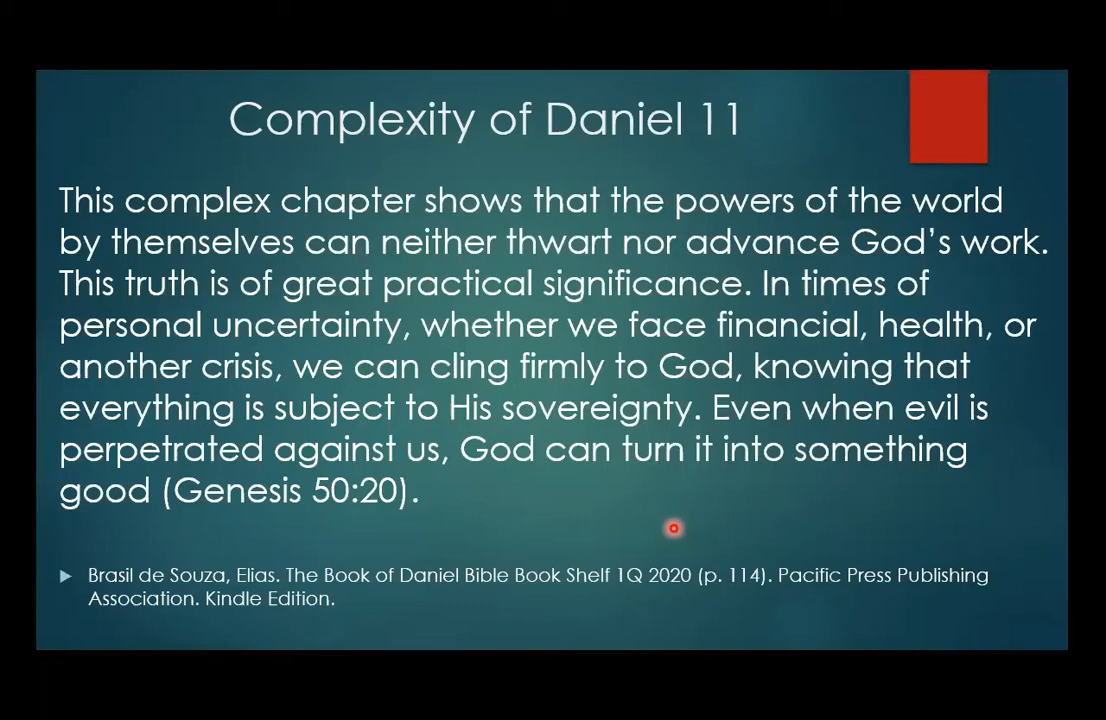 Complexity of Daniel 11
This complex chapter shows that the powers of the world
by themselves can neither thwart nor advance God's work.
This truth is of great practical significance. In times of
personal uncertainty, whether we face financial, health, or
another crisis, we can cling firmly to God, knowing that
everything is subject to His sovereignty. Even when evil is
perpetrated against us, God can turn it into something
good (Genesis 50:20).
Brasil de Souza, Elias. The Book of Daniel Bible Book Shelf 1Q 2020 (p. 114). Pacific Press Publishing
Association. Kindle Edition.